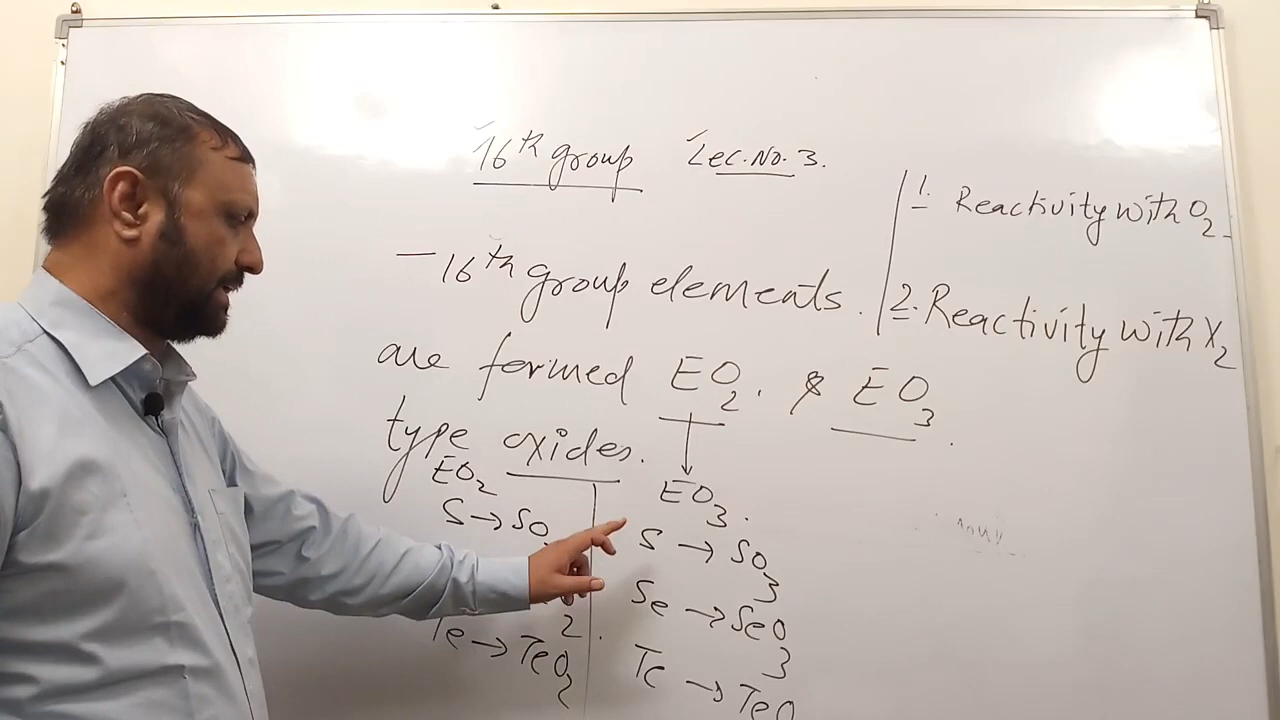 16th group Lec. No. 3.
1. Reactivity with O2
2. Reactivity with X2
- 16th group elements.
are formed EO2. & EO3.
type oxides.
EO2
S → SO
2.
Te → TeO2
EO3.
S → SO3
Se → SeO3
Te → TeO